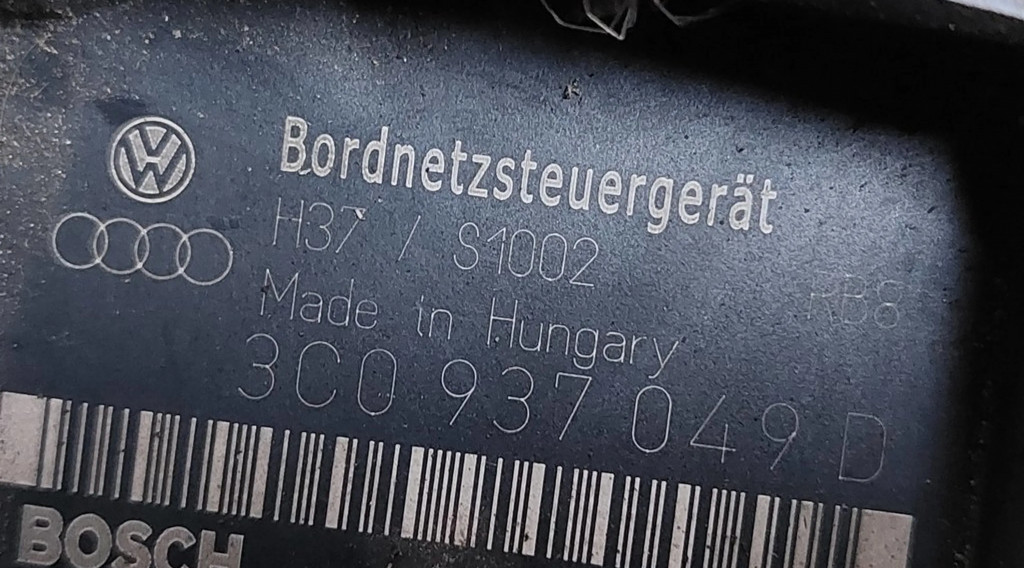 Bordnetzsteuergerät
H37 / S1002
RB8
Made in Hungary
3C0 937 049 D
BOSCH